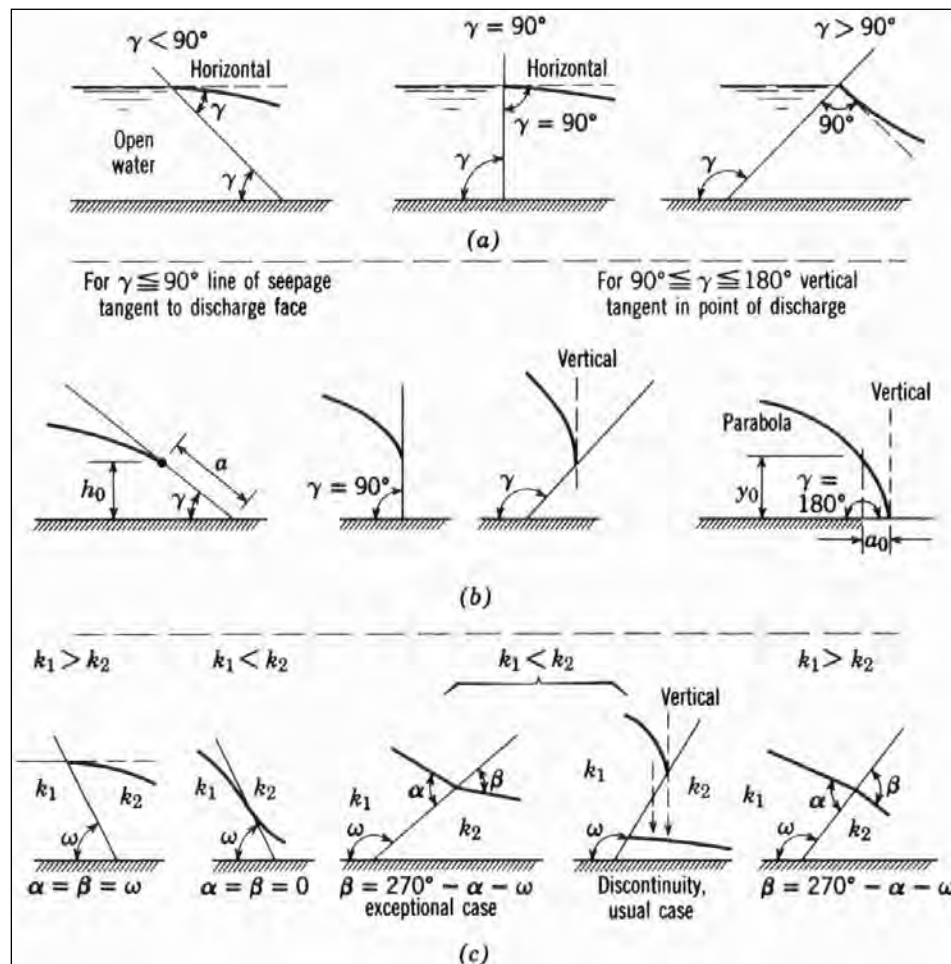 γ < 90°
γ = 90°
γ > 90°
Horizontal
γ
Open
water
γ
Horizontal
γ = 90°
γ
90°
γ
(a)
For γ ≦ 90° line of seepage
tangent to discharge face
For 90° ≦ γ ≦ 180° vertical
tangent in point of discharge
a
h₀
γ
γ = 90°
Vertical
γ
Parabola
Vertical
y₀
γ =
180°
a₀
(b)
k₁ > k₂
k₁ < k₂
k₁ < k₂
k₁ > k₂
k₁
k₂
ω
α = β = ω
k₁
k₂
ω
α = β = 0
k₁
α
β
ω
k₂
β = 270° − α − ω
exceptional case
Vertical
k₁
k₂
ω
Discontinuity,
usual case
k₁
α
β
ω
k₂
β = 270° − α − ω
(c)